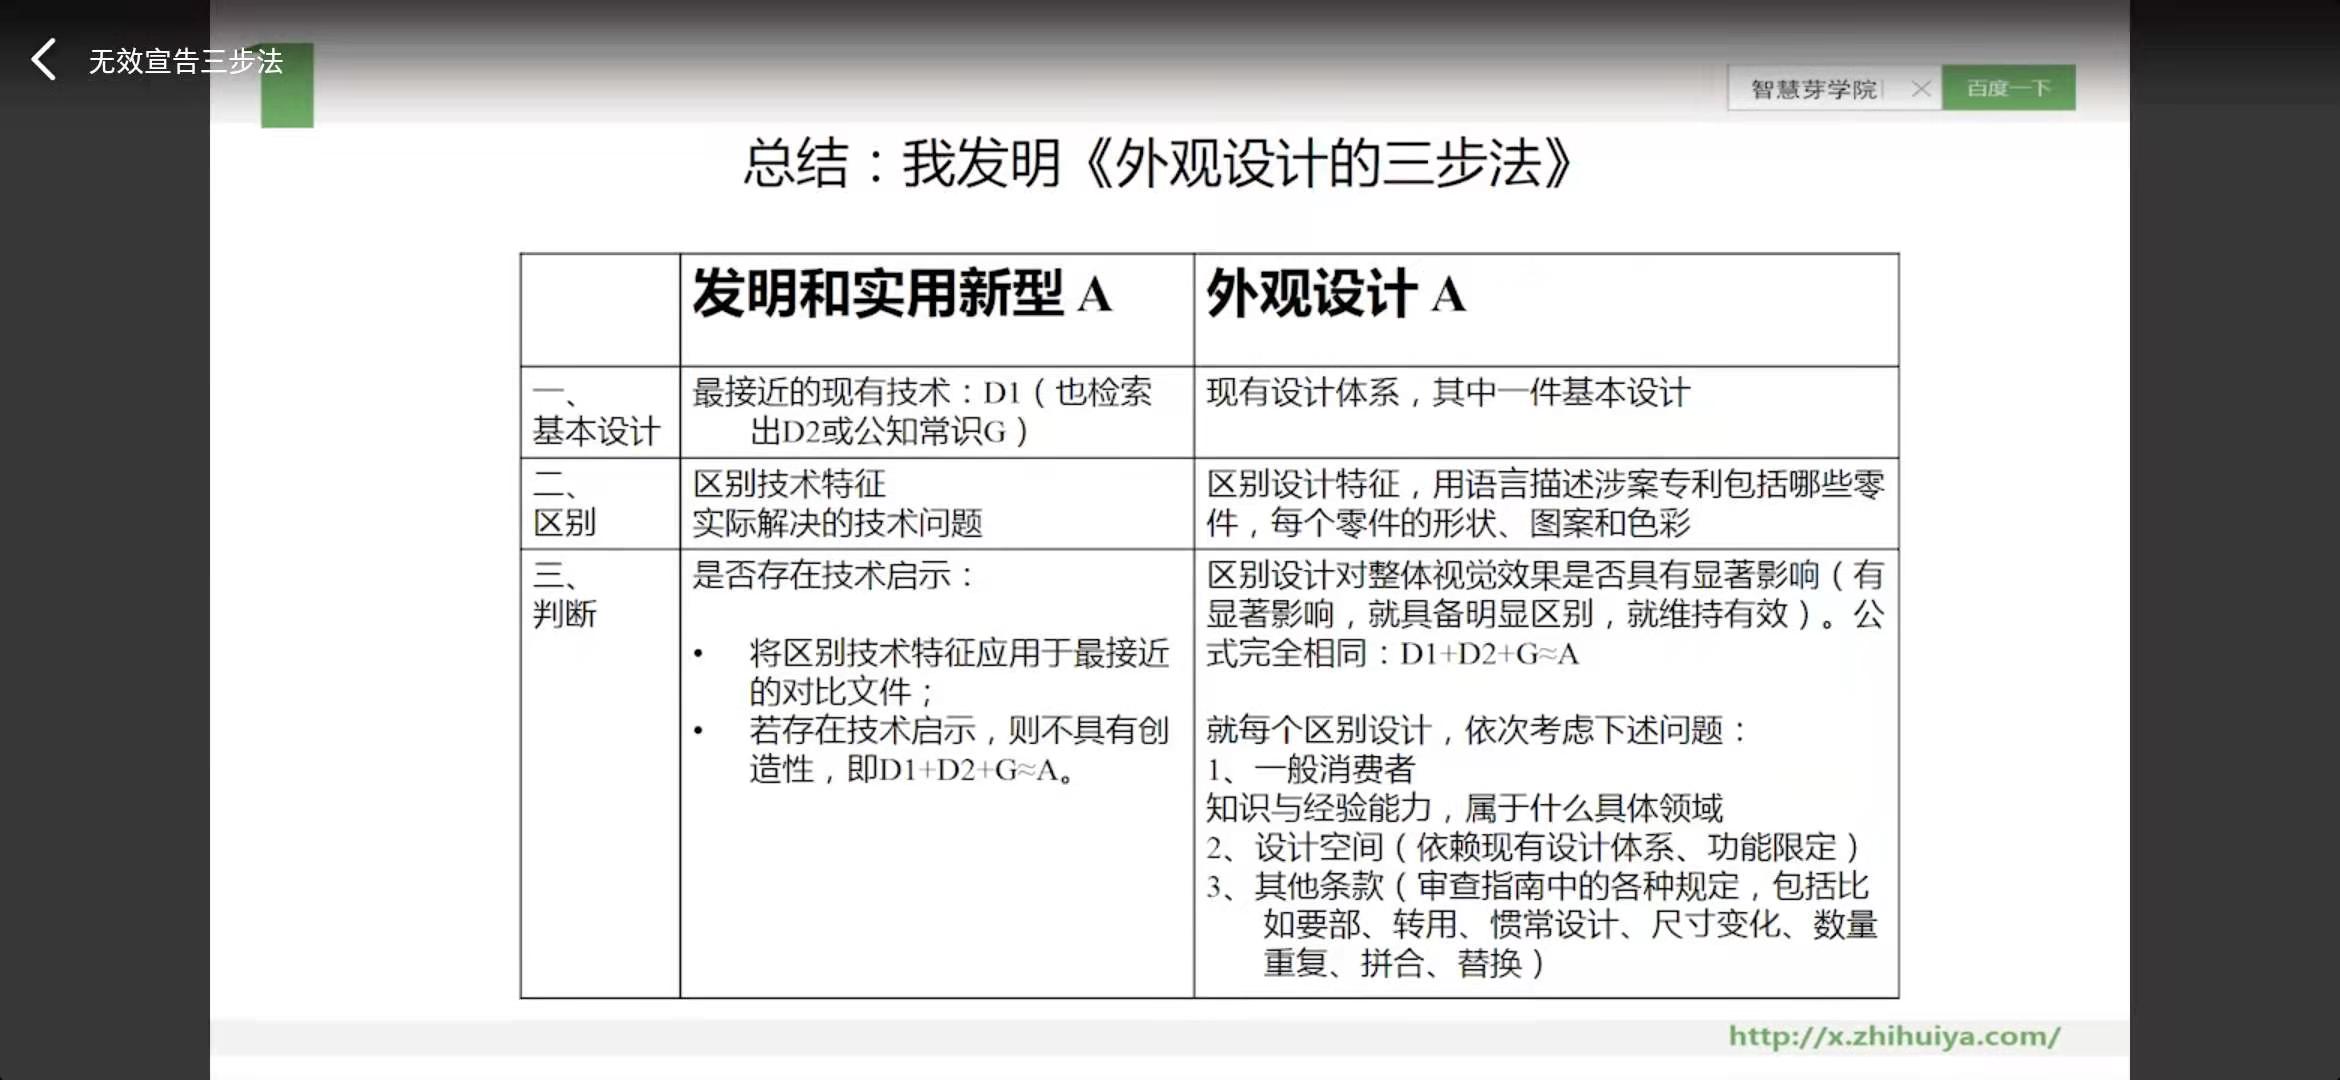 无效宣告三步法
智慧芽学院
百度一下
总结：我发明《外观设计的三步法》
发明和实用新型 A
外观设计 A
一、
基本设计
最接近的现有技术：D1（也检索
出D2或公知常识G）
现有设计体系，其中一件基本设计
二、
区别
区别技术特征
实际解决的技术问题
区别设计特征，用语言描述涉案专利包括哪些零
件，每个零件的形状、图案和色彩
三、
判断
是否存在技术启示：
• 将区别技术特征应用于最接近
的对比文件；
• 若存在技术启示，则不具有创
造性，即D1+D2+G≈A。
区别设计对整体视觉效果是否具有显著影响（有
显著影响，就具备明显区别，就维持有效）。公
式完全相同：D1+D2+G≈A
就每个区别设计，依次考虑下述问题：
1、一般消费者
知识与经验能力，属于什么具体领域
2、设计空间（依赖现有设计体系、功能限定）
3、其他条款（审查指南中的各种规定，包括比
如要部、转用、惯常设计、尺寸变化、数量
重复、拼合、替换）
http://x.zhihuiya.com/